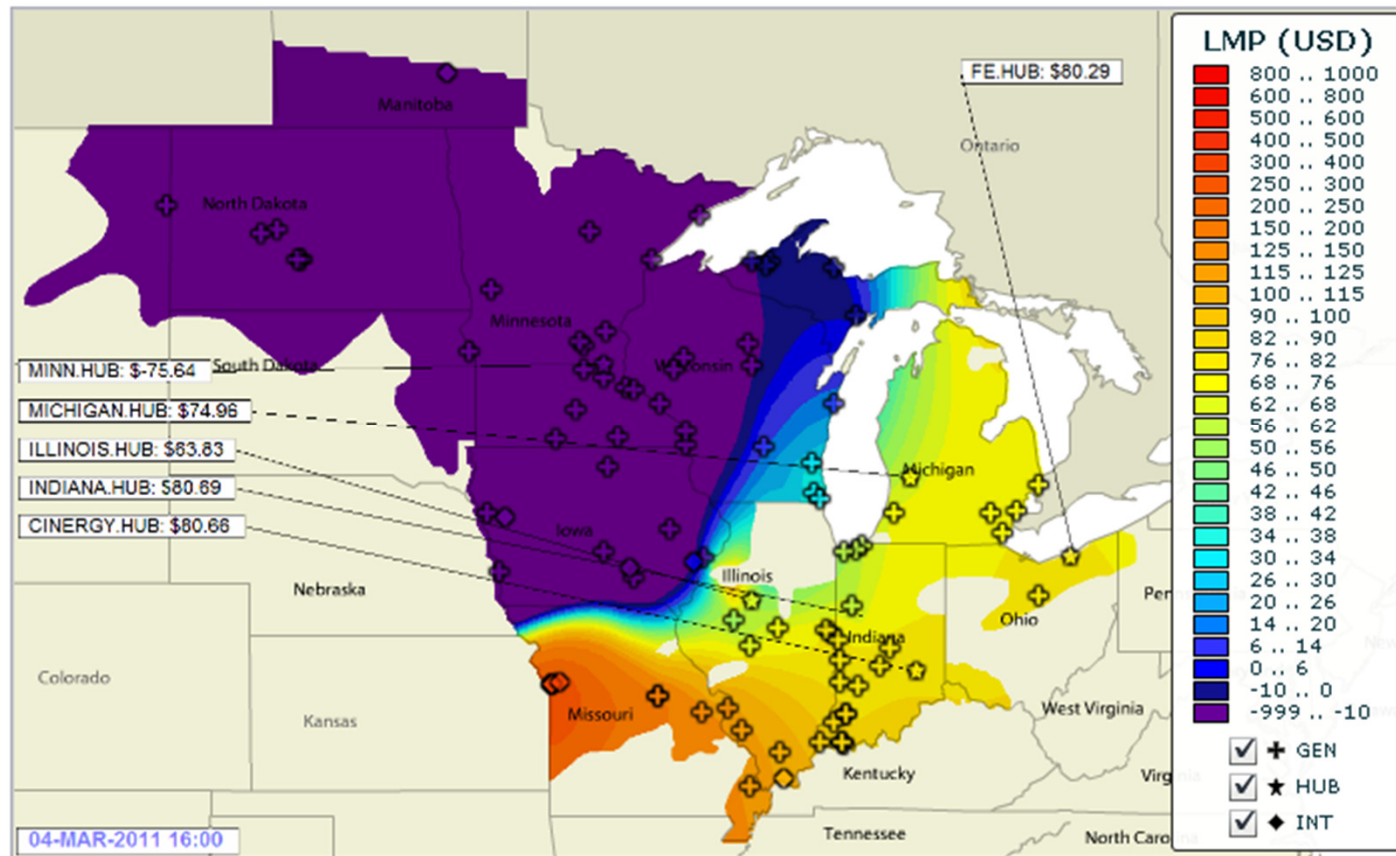 LMP (USD)
800 .. 1000
600 .. 800
500 .. 600
400 .. 500
300 .. 400
250 .. 300
200 .. 250
150 .. 200
125 .. 150
115 .. 125
100 .. 115
90 .. 100
82 .. 90
76 .. 82
68 .. 76
62 .. 68
56 .. 62
50 .. 56
46 .. 50
42 .. 46
38 .. 42
34 .. 38
30 .. 34
26 .. 30
20 .. 26
14 .. 20
6 .. 14
0 .. 6
-10 .. 0
-999 .. -10
GEN
HUB
INT
FE.HUB: $80.29
Manitoba
Ontario
North Dakota
Minnesota
South Dakota
Wisconsin
MINN.HUB: $-75.64
MICHIGAN.HUB: $74.96
ILLINOIS.HUB: $63.83
INDIANA.HUB: $80.69
CINERGY.HUB: $80.66
Michigan
Iowa
Illinois
Nebraska
Ohio
Indiana
Colorado
Kansas
Missouri
West Virginia
Kentucky
Tennessee
04-MAR-2011 16:00